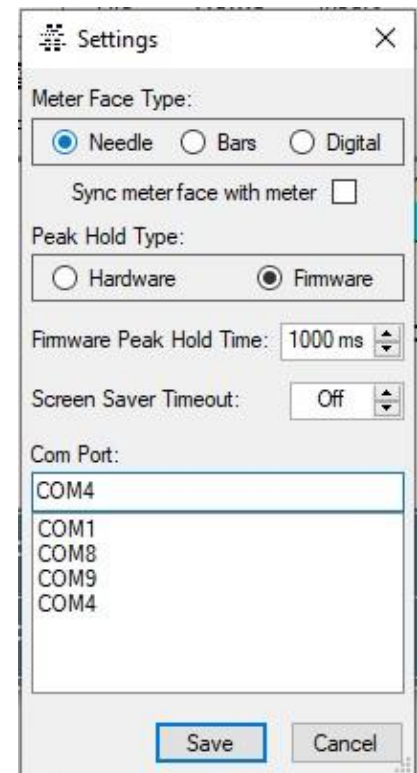 Settings
Meter Face Type:
Needle Bars Digital
Sync meter face with meter
Peak Hold Type:
Hardware Firmware
Firmware Peak Hold Time: 1000 ms
Screen Saver Timeout: Off
Com Port:
COM4
COM1
COM8
COM9
COM4
Save Cancel